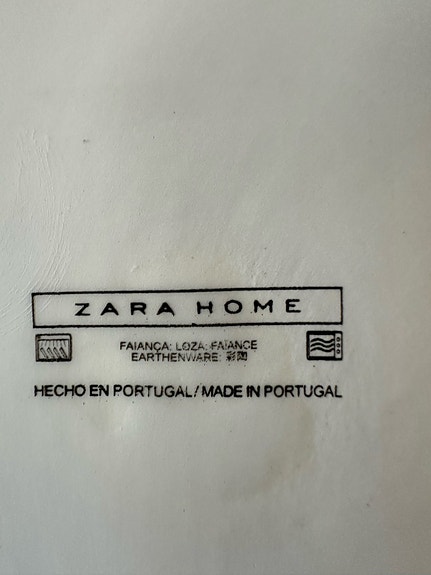 ZARA HOME
FAIANÇA: LOZA: FAIANCE
EARTHENWARE: 彩陶
HECHO EN PORTUGAL/MADE IN PORTUGAL